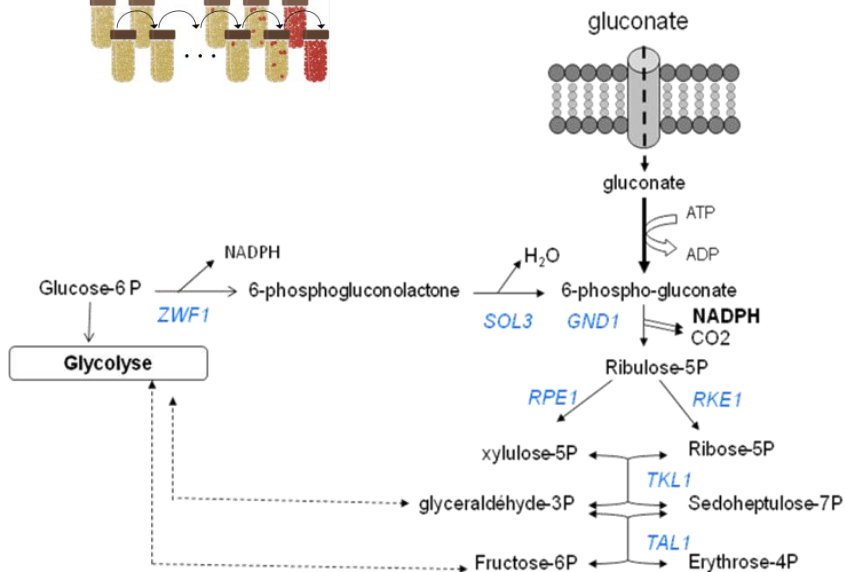 gluconate
gluconate
ATP
ADP
NADPH
H2O
Glucose-6 P
6-phosphogluconolactone
6-phospho-gluconate
ZWF1
SOL3
GND1
NADPH
CO2
Glycolyse
Ribulose-5P
RPE1
RKE1
xylulose-5P
Ribose-5P
TKL1
glyceraldéhyde-3P
Sedoheptulose-7P
TAL1
Fructose-6P
Erythrose-4P